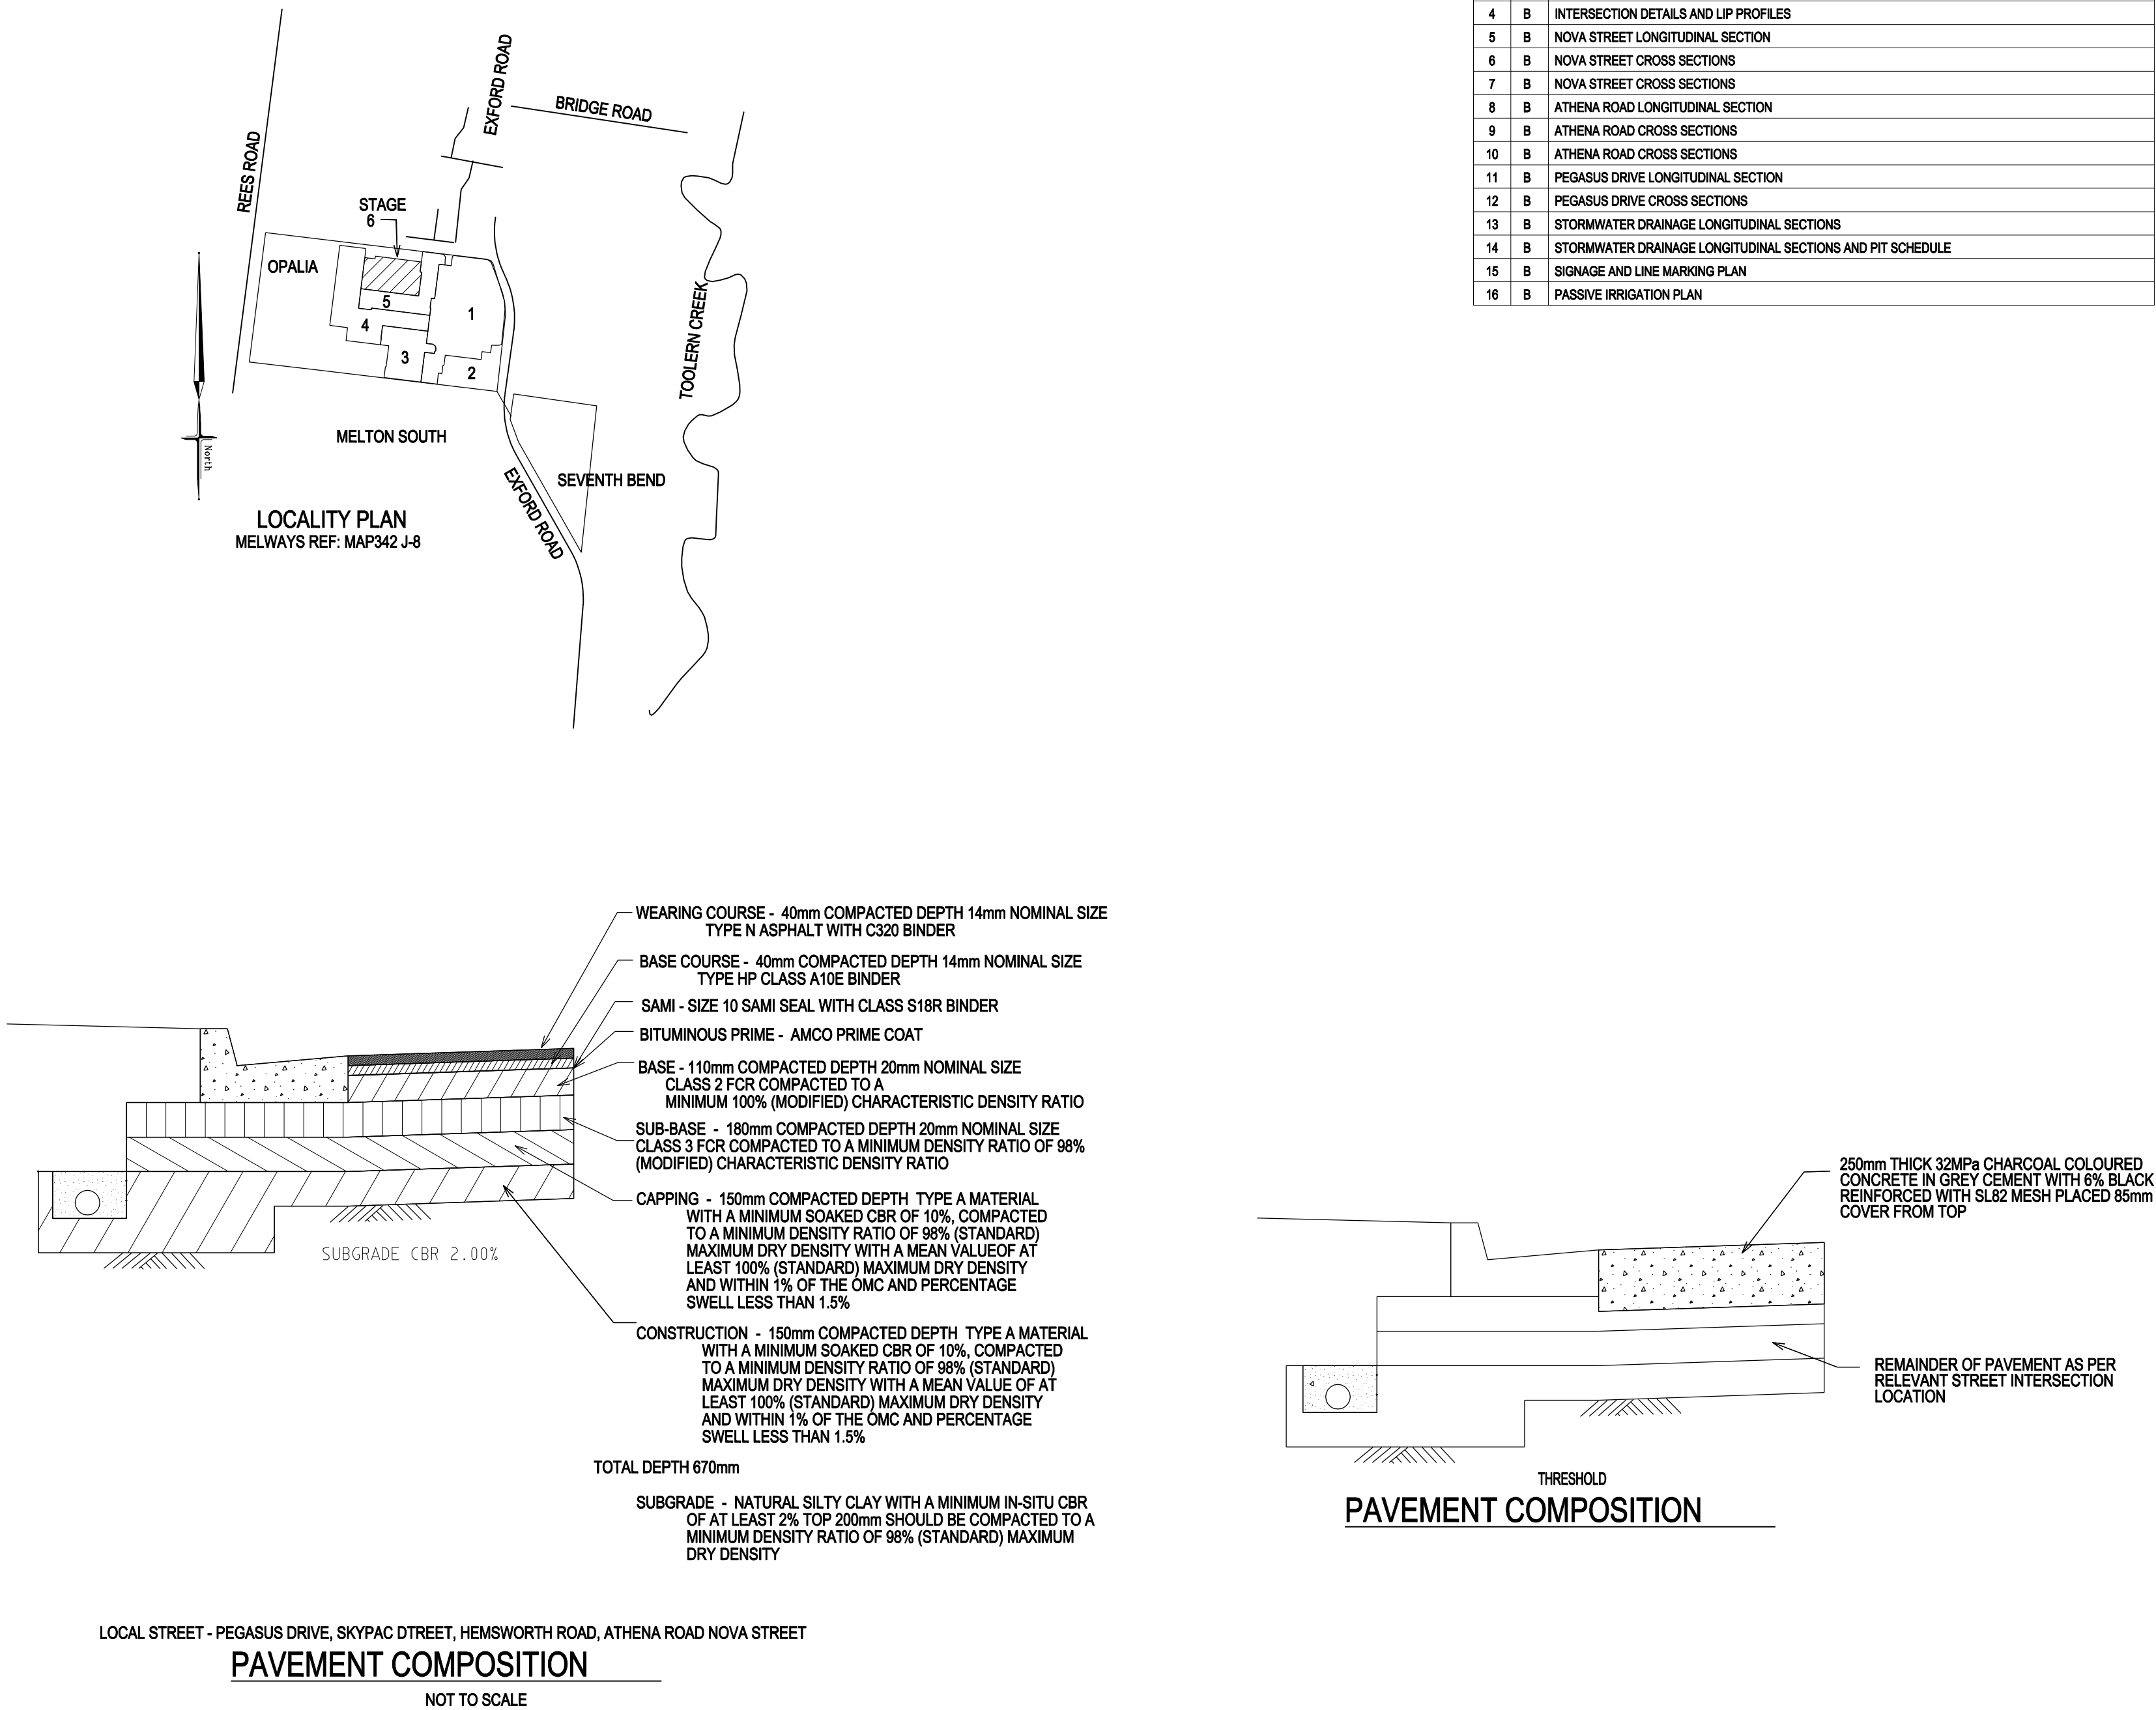 4 B INTERSECTION DETAILS AND LIP PROFILES
5 B NOVA STREET LONGITUDINAL SECTION
6 B NOVA STREET CROSS SECTIONS
7 B NOVA STREET CROSS SECTIONS
8 B ATHENA ROAD LONGITUDINAL SECTION
9 B ATHENA ROAD CROSS SECTIONS
10 B ATHENA ROAD CROSS SECTIONS
11 B PEGASUS DRIVE LONGITUDINAL SECTION
12 B PEGASUS DRIVE CROSS SECTIONS
13 B STORMWATER DRAINAGE LONGITUDINAL SECTIONS
14 B STORMWATER DRAINAGE LONGITUDINAL SECTIONS AND PIT SCHEDULE
15 B SIGNAGE AND LINE MARKING PLAN
16 B PASSIVE IRRIGATION PLAN
EXFORD ROAD
BRIDGE ROAD
REES ROAD
STAGE
6
OPALIA
5
1
4
3
2
TOOLERN CREEK
North
MELTON SOUTH
SEVENTH BEND
EXFORD ROAD
LOCALITY PLAN
MELWAYS REF: MAP342 J-8
WEARING COURSE - 40mm COMPACTED DEPTH 14mm NOMINAL SIZE
TYPE N ASPHALT WITH C320 BINDER
BASE COURSE - 40mm COMPACTED DEPTH 14mm NOMINAL SIZE
TYPE HP CLASS A10E BINDER
SAMI - SIZE 10 SAMI SEAL WITH CLASS S18R BINDER
BITUMINOUS PRIME - AMCO PRIME COAT
BASE - 110mm COMPACTED DEPTH 20mm NOMINAL SIZE
CLASS 2 FCR COMPACTED TO A
MINIMUM 100% (MODIFIED) CHARACTERISTIC DENSITY RATIO
SUB-BASE - 180mm COMPACTED DEPTH 20mm NOMINAL SIZE
CLASS 3 FCR COMPACTED TO A MINIMUM DENSITY RATIO OF 98%
(MODIFIED) CHARACTERISTIC DENSITY RATIO
CAPPING - 150mm COMPACTED DEPTH TYPE A MATERIAL
WITH A MINIMUM SOAKED CBR OF 10%, COMPACTED
TO A MINIMUM DENSITY RATIO OF 98% (STANDARD)
MAXIMUM DRY DENSITY WITH A MEAN VALUEOF AT
LEAST 100% (STANDARD) MAXIMUM DRY DENSITY
AND WITHIN 1% OF THE OMC AND PERCENTAGE
SWELL LESS THAN 1.5%
SUBGRADE CBR 2.00%
CONSTRUCTION - 150mm COMPACTED DEPTH TYPE A MATERIAL
WITH A MINIMUM SOAKED CBR OF 10%, COMPACTED
TO A MINIMUM DENSITY RATIO OF 98% (STANDARD)
MAXIMUM DRY DENSITY WITH A MEAN VALUE OF AT
LEAST 100% (STANDARD) MAXIMUM DRY DENSITY
AND WITHIN 1% OF THE OMC AND PERCENTAGE
SWELL LESS THAN 1.5%
TOTAL DEPTH 670mm
SUBGRADE - NATURAL SILTY CLAY WITH A MINIMUM IN-SITU CBR
OF AT LEAST 2% TOP 200mm SHOULD BE COMPACTED TO A
MINIMUM DENSITY RATIO OF 98% (STANDARD) MAXIMUM
DRY DENSITY
LOCAL STREET - PEGASUS DRIVE, SKYPAC DTREET, HEMSWORTH ROAD, ATHENA ROAD NOVA STREET
PAVEMENT COMPOSITION
NOT TO SCALE
250mm THICK 32MPa CHARCOAL COLOURED
CONCRETE IN GREY CEMENT WITH 6% BLACK
REINFORCED WITH SL82 MESH PLACED 85mm
COVER FROM TOP
REMAINDER OF PAVEMENT AS PER
RELEVANT STREET INTERSECTION
LOCATION
THRESHOLD
PAVEMENT COMPOSITION